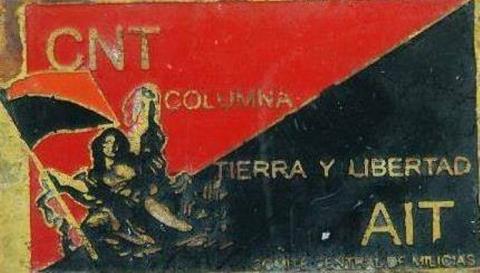 CNT
COLUMNA
TIERRA Y LIBERTAD
AIT
COMITE CENTRAL DE MILICIAS